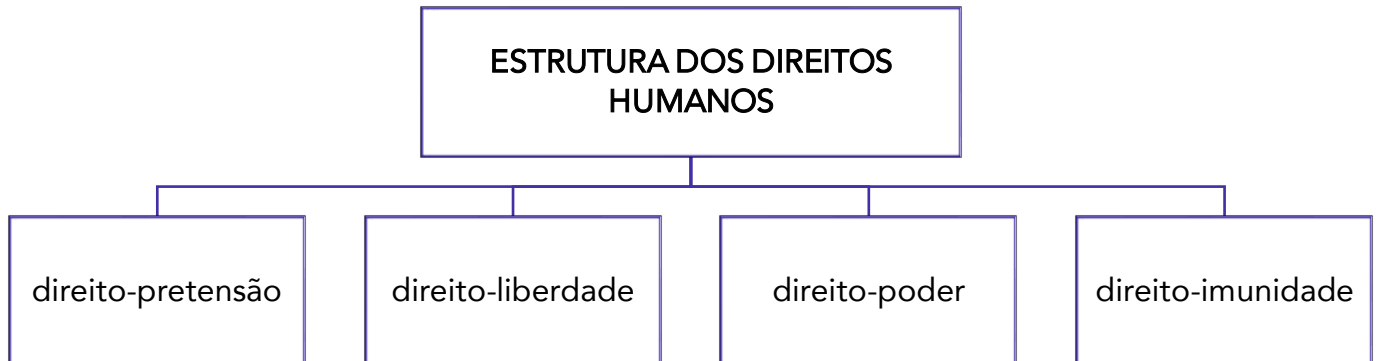 ESTRUTURA DOS DIREITOS
HUMANOS
direito-pretensão
direito-liberdade
direito-poder
direito-imunidade